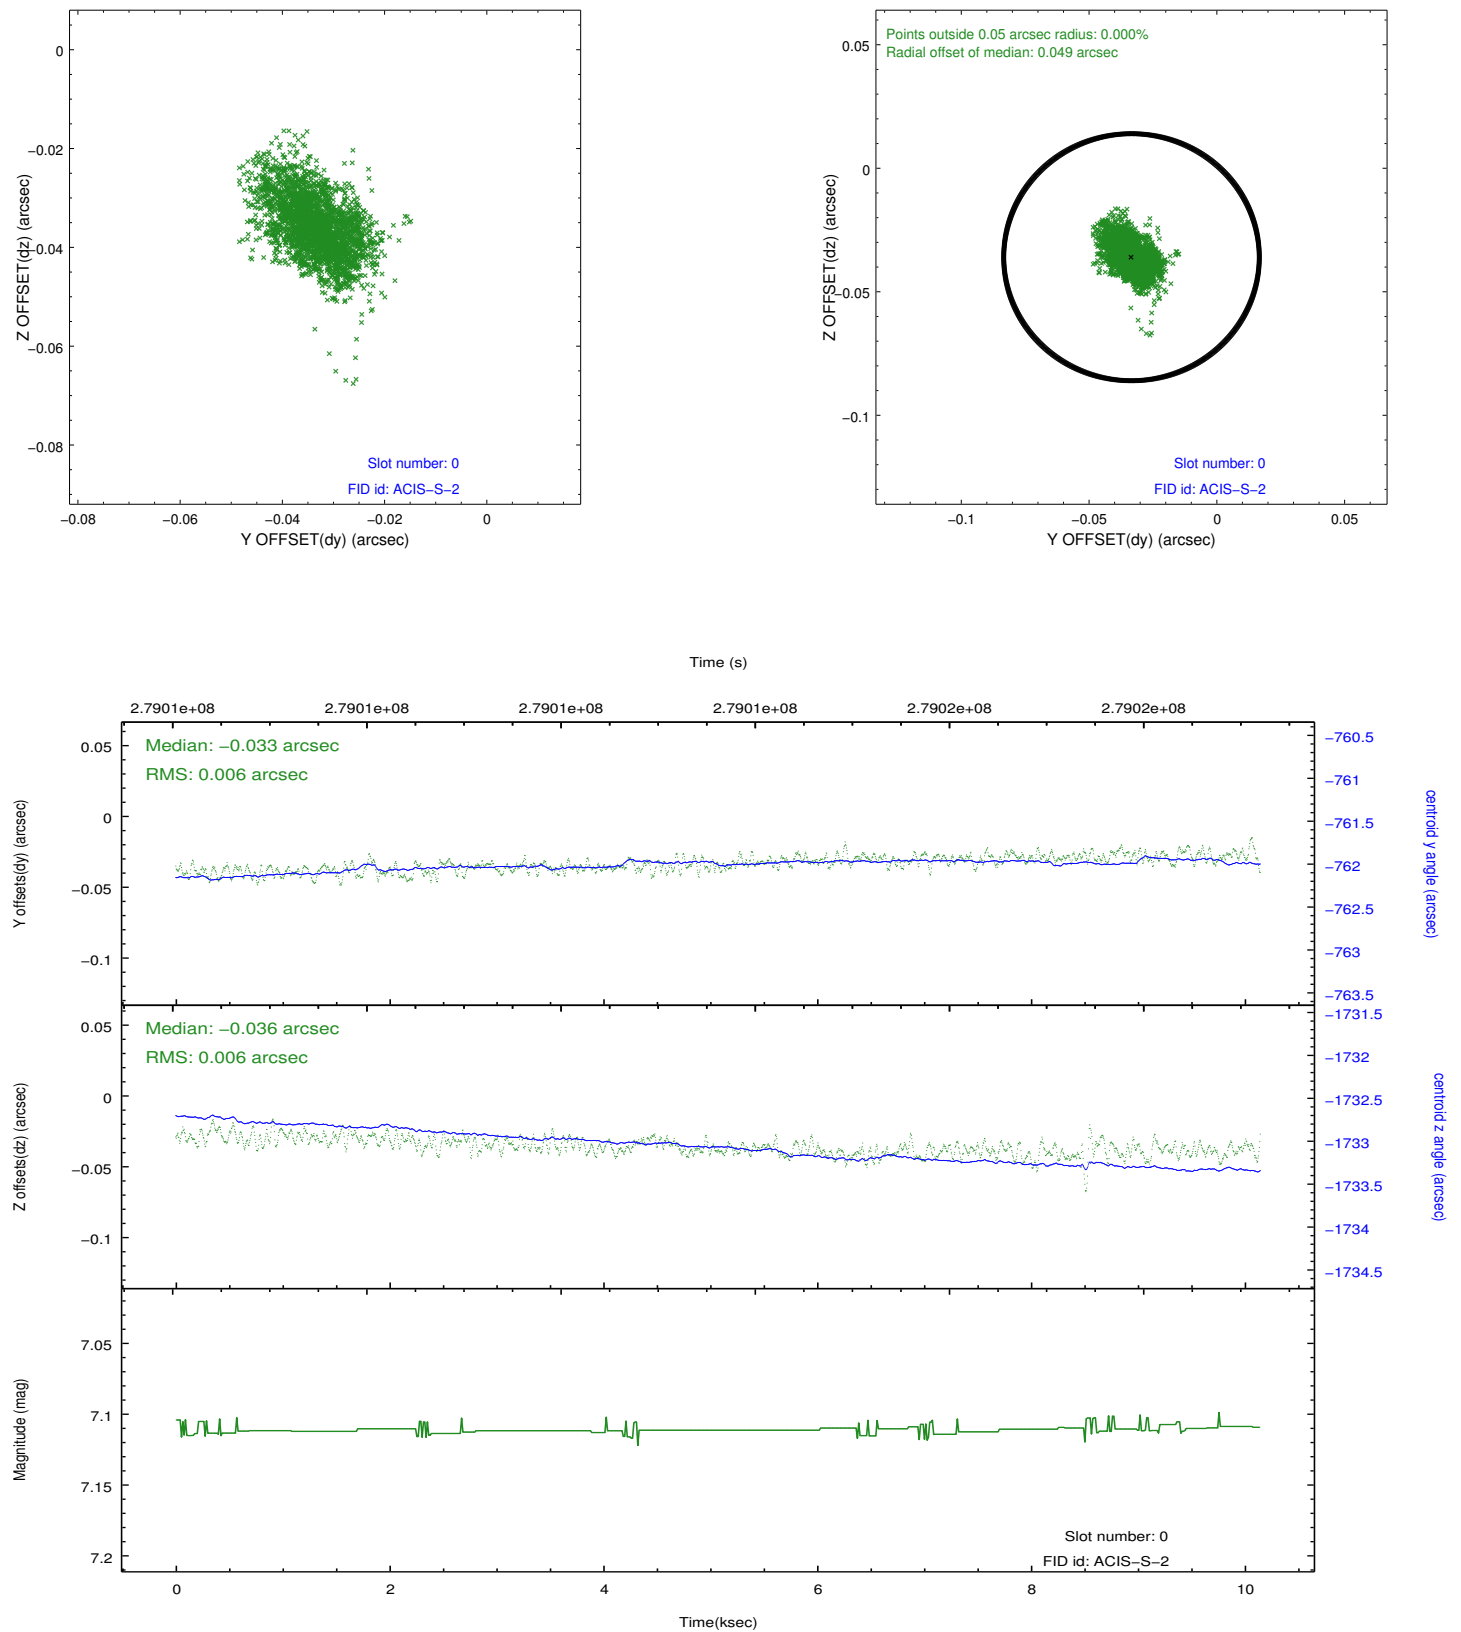 0
−0.02
−0.04
−0.06
−0.08
Z OFFSET(dz) (arcsec)
Slot number: 0
FID id: ACIS−S−2
−0.08 −0.06 −0.04 −0.02 0
Y OFFSET(dy) (arcsec)
Points outside 0.05 arcsec radius: 0.000%
Radial offset of median: 0.049 arcsec
0.05
0
−0.05
−0.1
Z OFFSET(dz) (arcsec)
Slot number: 0
FID id: ACIS−S−2
−0.1 −0.05 0 0.05
Y OFFSET(dy) (arcsec)
Time (s)
2.7901e+08 2.7901e+08 2.7901e+08 2.7901e+08 2.7902e+08 2.7902e+08
Median: −0.033 arcsec
RMS: 0.006 arcsec
0.05
0
−0.05
−0.1
Y offsets(dy) (arcsec)
−760.5
−761
−761.5
−762
−762.5
−763
−763.5
centroid y angle (arcsec)
Median: −0.036 arcsec
RMS: 0.006 arcsec
0.05
0
−0.05
−0.1
Z offsets(dz) (arcsec)
−1731.5
−1732
−1732.5
−1733
−1733.5
−1734
−1734.5
centroid z angle (arcsec)
7.05
7.1
7.15
7.2
Magnitude (mag)
Slot number: 0
FID id: ACIS−S−2
0 2 4 6 8 10
Time(ksec)